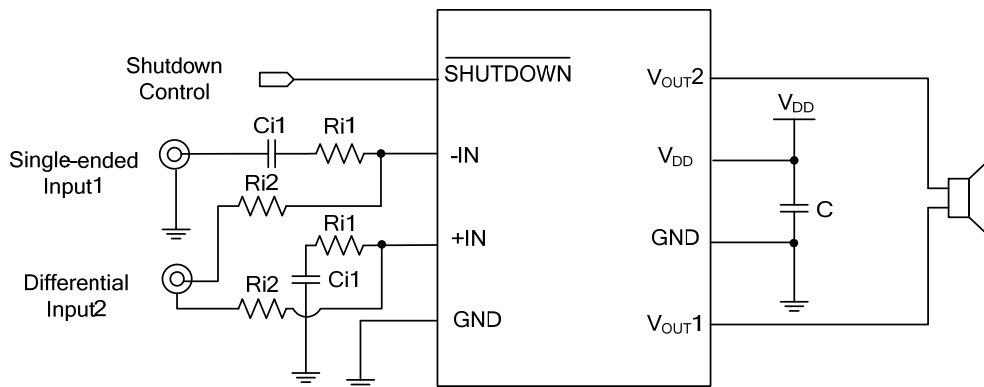 Shutdown
Control
SHUTDOWN
VOUT2
VDD
Ci1
Ri1
Single-ended
Input1
-IN
VDD
Ri2
Ri1
+IN
C
GND
Differential
Input2
Ci1
Ri2
GND
VOUT1